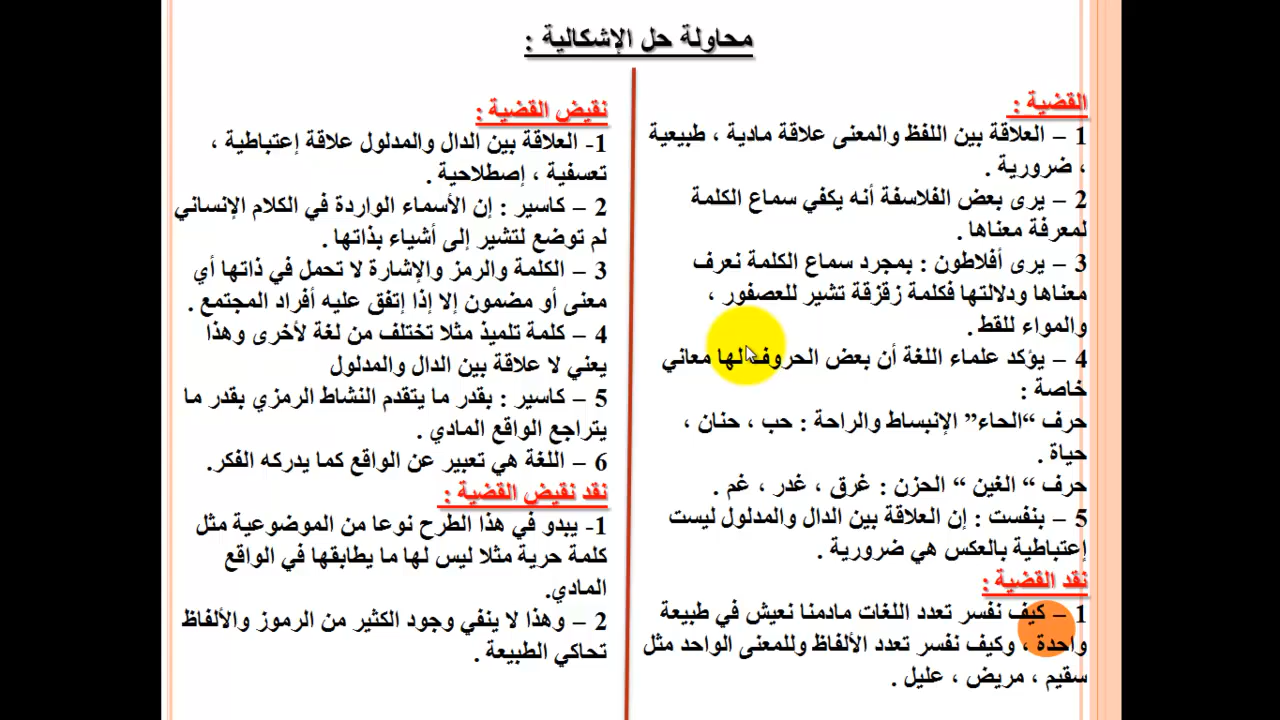 محاولة حل الإشكالية :
القضية :
1 – العلاقة بين اللفظ والمعنى علاقة مادية ، طبيعية
، ضرورية .
2 – يرى بعض الفلاسفة أنه يكفي سماع الكلمة
لمعرفة معناها .
3 – يرى أفلاطون : بمجرد سماع الكلمة نعرف
معناها ودلالتها فكلمة زقزقة تشير للعصفور ،
والمواء للقط .
4 – يؤكد علماء اللغة أن بعض الحروف لها معاني
خاصة :
حرف “الحاء” الإنبساط والراحة : حب ، حنان ،
حياة .
حرف “ الغين “ الحزن : غرق ، غدر ، غم .
5 – بنفست : إن العلاقة بين الدال والمدلول ليست
إعتباطية بالعكس هي ضرورية .
نقد القضية :
1 – كيف نفسر تعدد اللغات مادمنا نعيش في طبيعة
واحدة ، وكيف نفسر تعدد الألفاظ وللمعنى الواحد مثل
سقيم ، مريض ، عليل .
نقيض القضية :
1- العلاقة بين الدال والمدلول علاقة إعتباطية ،
تعسفية ، إصطلاحية .
2 – كاسير : إن الأسماء الواردة في الكلام الإنساني
لم توضع لتشير إلى أشياء بذاتها .
3 – الكلمة والرمز والإشارة لا تحمل في ذاتها أي
معنى أو مضمون إلا إذا إتفق عليه أفراد المجتمع .
4 – كلمة تلميذ مثلا تختلف من لغة لأخرى وهذا
يعني لا علاقة بين الدال والمدلول
5 – كاسير : بقدر ما يتقدم النشاط الرمزي بقدر ما
يتراجع الواقع المادي .
6 – اللغة هي تعبير عن الواقع كما يدركه الفكر.
نقد نقيض القضية :
1- يبدو في هذا الطرح نوعا من الموضوعية مثل
كلمة حرية مثلا ليس لها ما يطابقها في الواقع
المادي.
2 – وهذا لا ينفي وجود الكثير من الرموز والألفاظ
تحاكي الطبيعة .